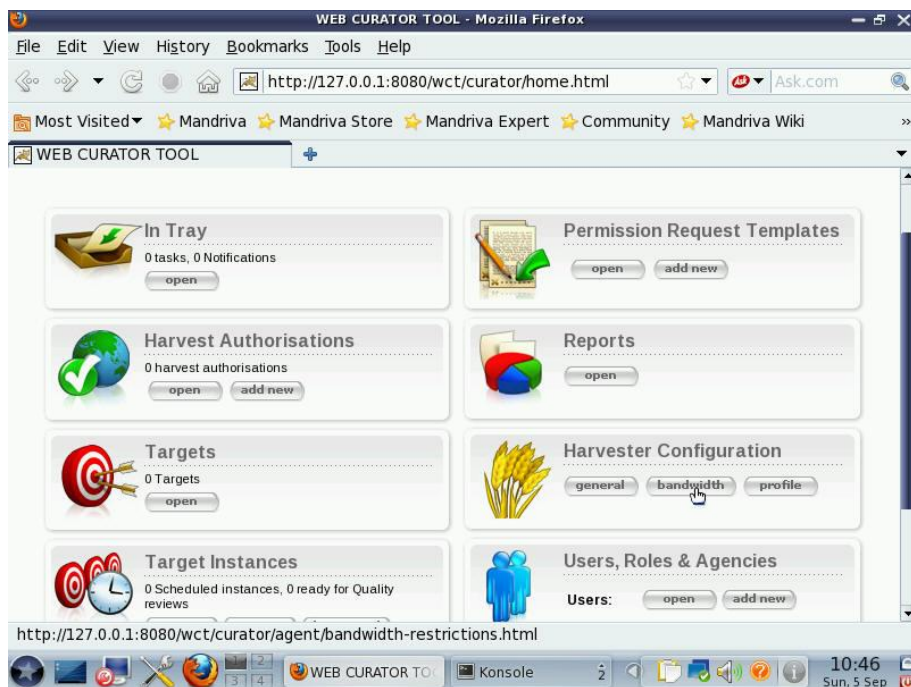 WEB CURATOR TOOL - Mozilla Firefox
File Edit View History Bookmarks Tools Help
http://127.0.0.1:8080/wct/curator/home.html
Ask.com
Most Visited Mandriva Mandriva Store Mandriva Expert Community Mandriva Wiki »
WEB CURATOR TOOL
In Tray
0 tasks, 0 Notifications
open
Permission Request Templates
open add new
Harvest Authorisations
0 harvest authorisations
open add new
Reports
open
Targets
0 Targets
open
Harvester Configuration
general bandwidth profile
Target Instances
0 Scheduled instances, 0 ready for Quality
reviews
Users, Roles & Agencies
Users: open add new
http://127.0.0.1:8080/wct/curator/agent/bandwidth-restrictions.html
1 2
3 4
WEB CURATOR TO
Konsole
2
10:46
Sun, 5 Sep